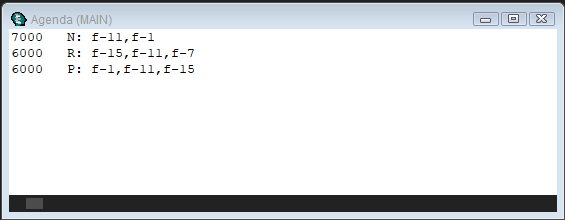 Agenda (MAIN)
7000 N: f-11,f-1
6000 R: f-15,f-11,f-7
6000 P: f-1,f-11,f-15